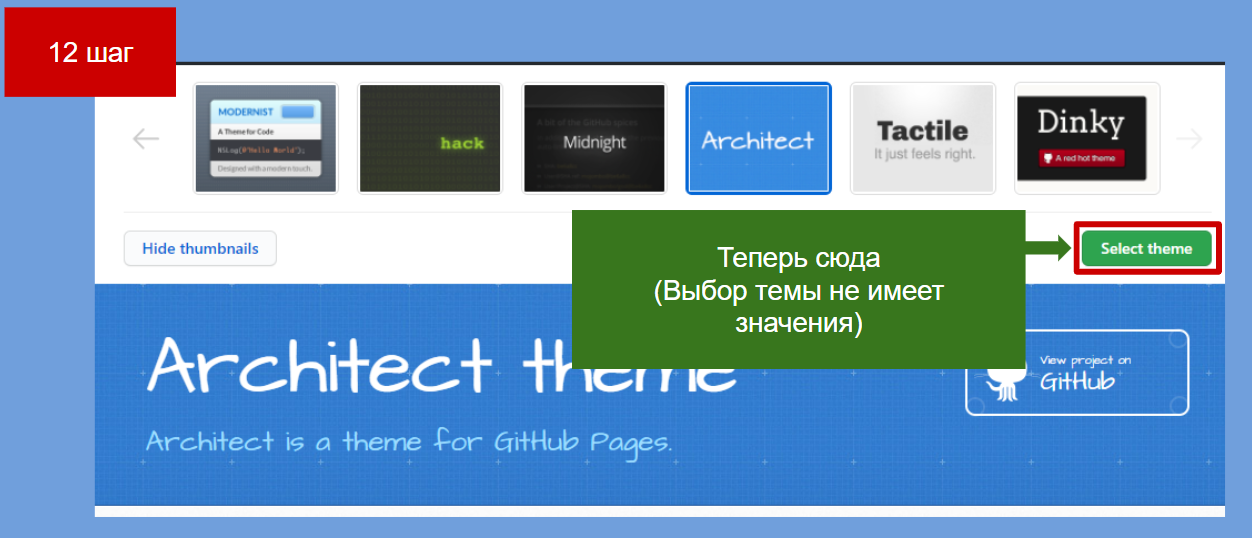 12 шаг
MODERNIST
A Theme for Code
NSLog(@"Hello World");
Designed with a modern touch.
hack
Midnight
Architect
Tactile
It just feels right.
Dinky
A red hot theme
Hide thumbnails
Теперь сюда
(Выбор темы не имеет
значения)
Select theme
Architect theme
View project on
GitHub
Architect is a theme for GitHub Pages.